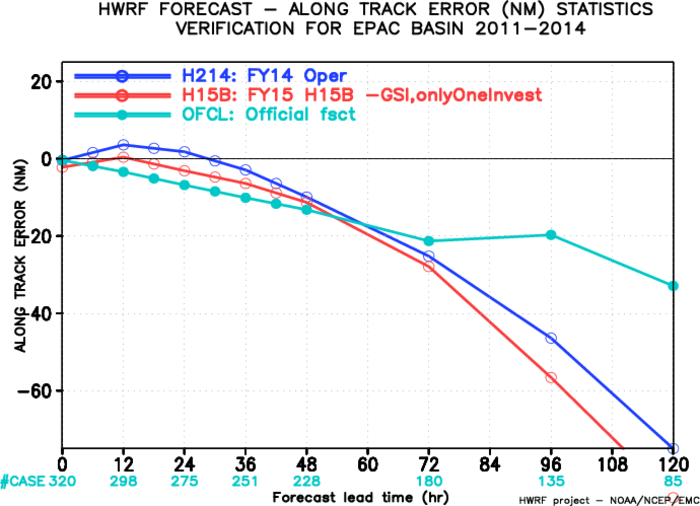 HWRF FORECAST − ALONG TRACK ERROR (NM) STATISTICS
VERIFICATION FOR EPAC BASIN 2011−2014
H214: FY14 Oper
H15B: FY15 H15B −GSI,onlyOneInvest
OFCL: Official fsct
ALONG TRACK ERROR (NM)
20
0
−20
−40
−60
0 12 24 36 48 60 72 84 96 108 120
#CASE 320 298 275 251 228 180 135 85
Forecast lead time (hr)
HWRF project − NOAA/NCEP/EMC